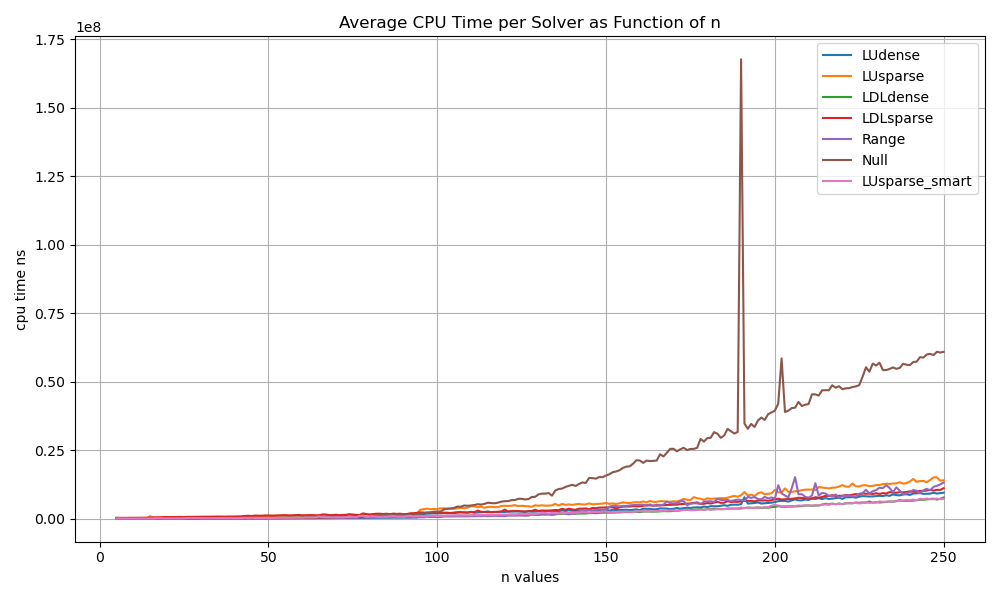 Average CPU Time per Solver as Function of n
1e8
1.75
1.50
1.25
1.00
0.75
0.50
0.25
0.00
cpu time ns
0 50 100 150 200 250
n values
LUdense
LUsparse
LDLdense
LDLsparse
Range
Null
LUsparse_smart